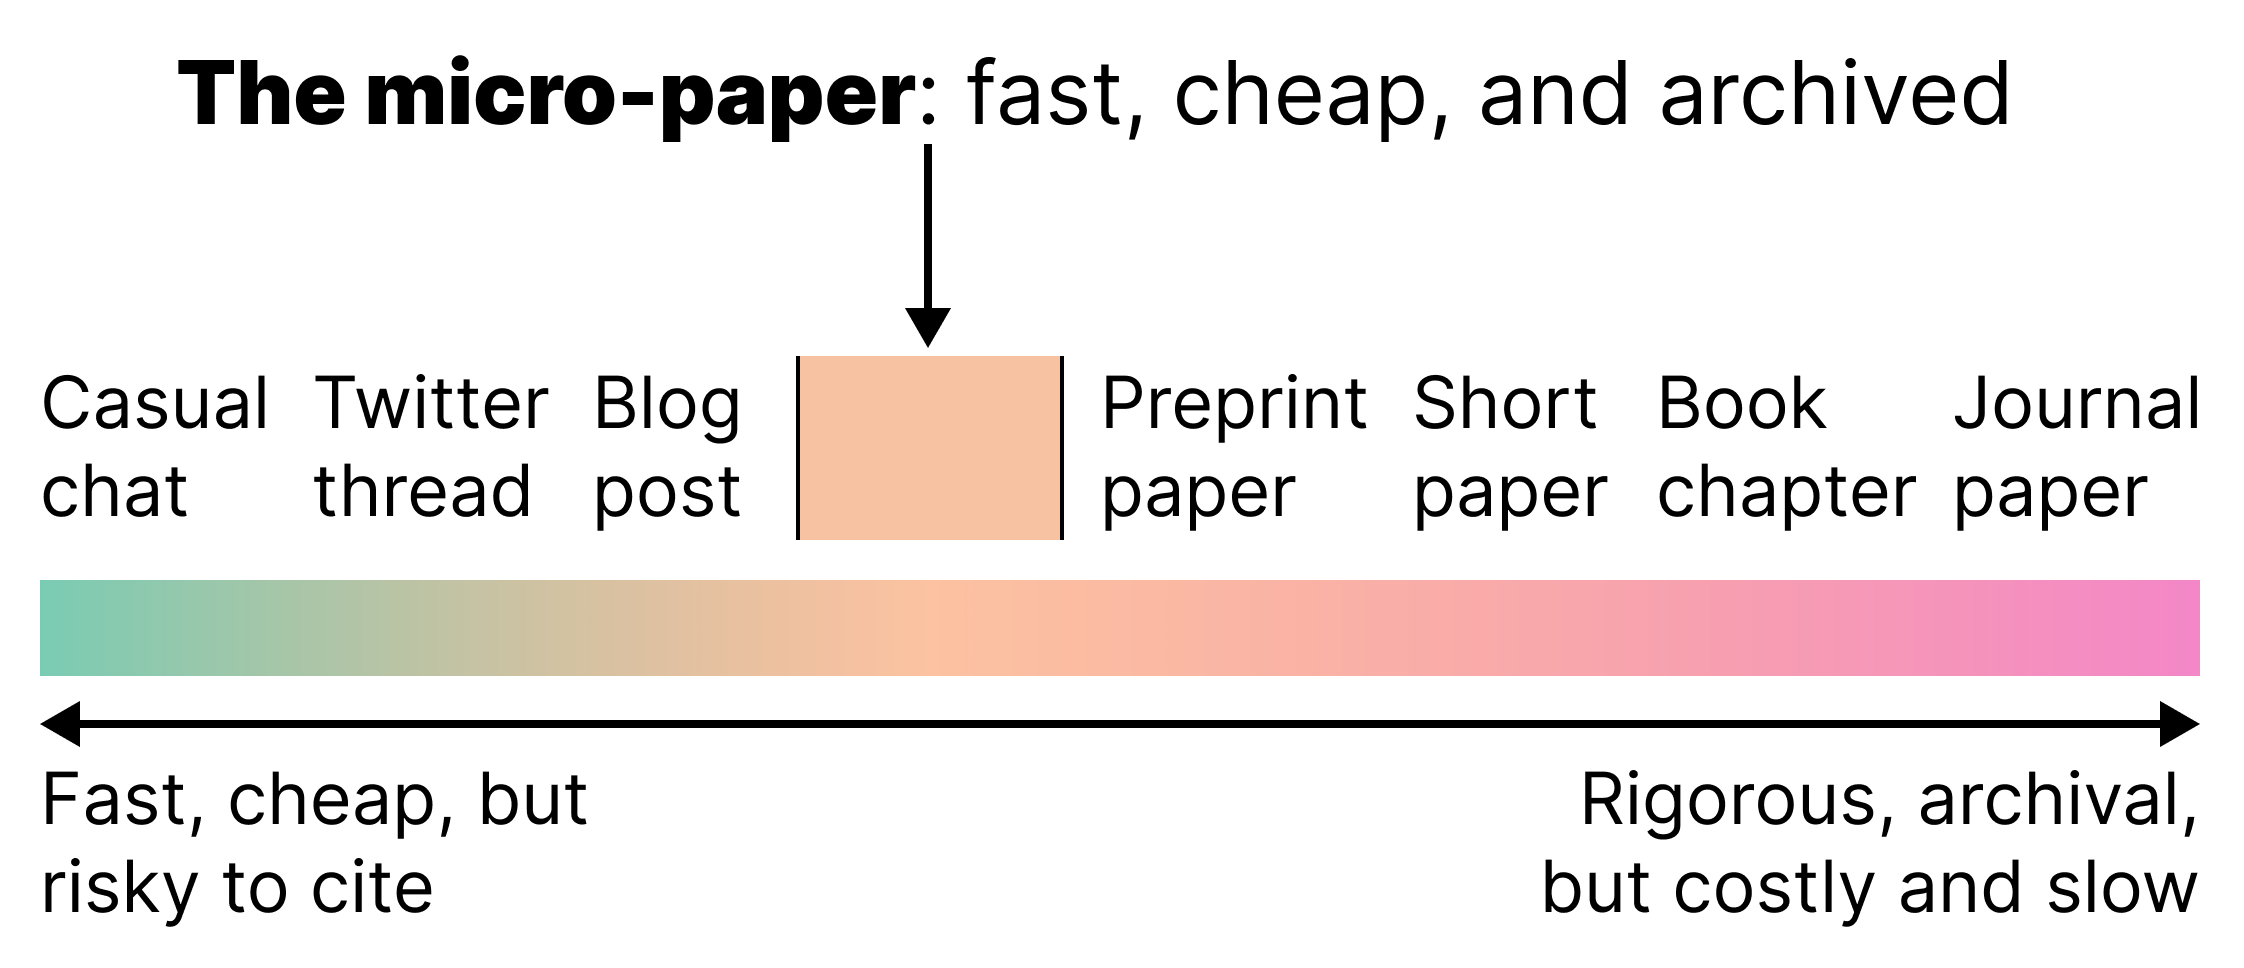 The micro-paper: fast, cheap, and archived
Casual chat
Twitter thread
Blog post
Preprint paper
Short paper
Book chapter
Journal paper
Fast, cheap, but
risky to cite
Rigorous, archival,
but costly and slow